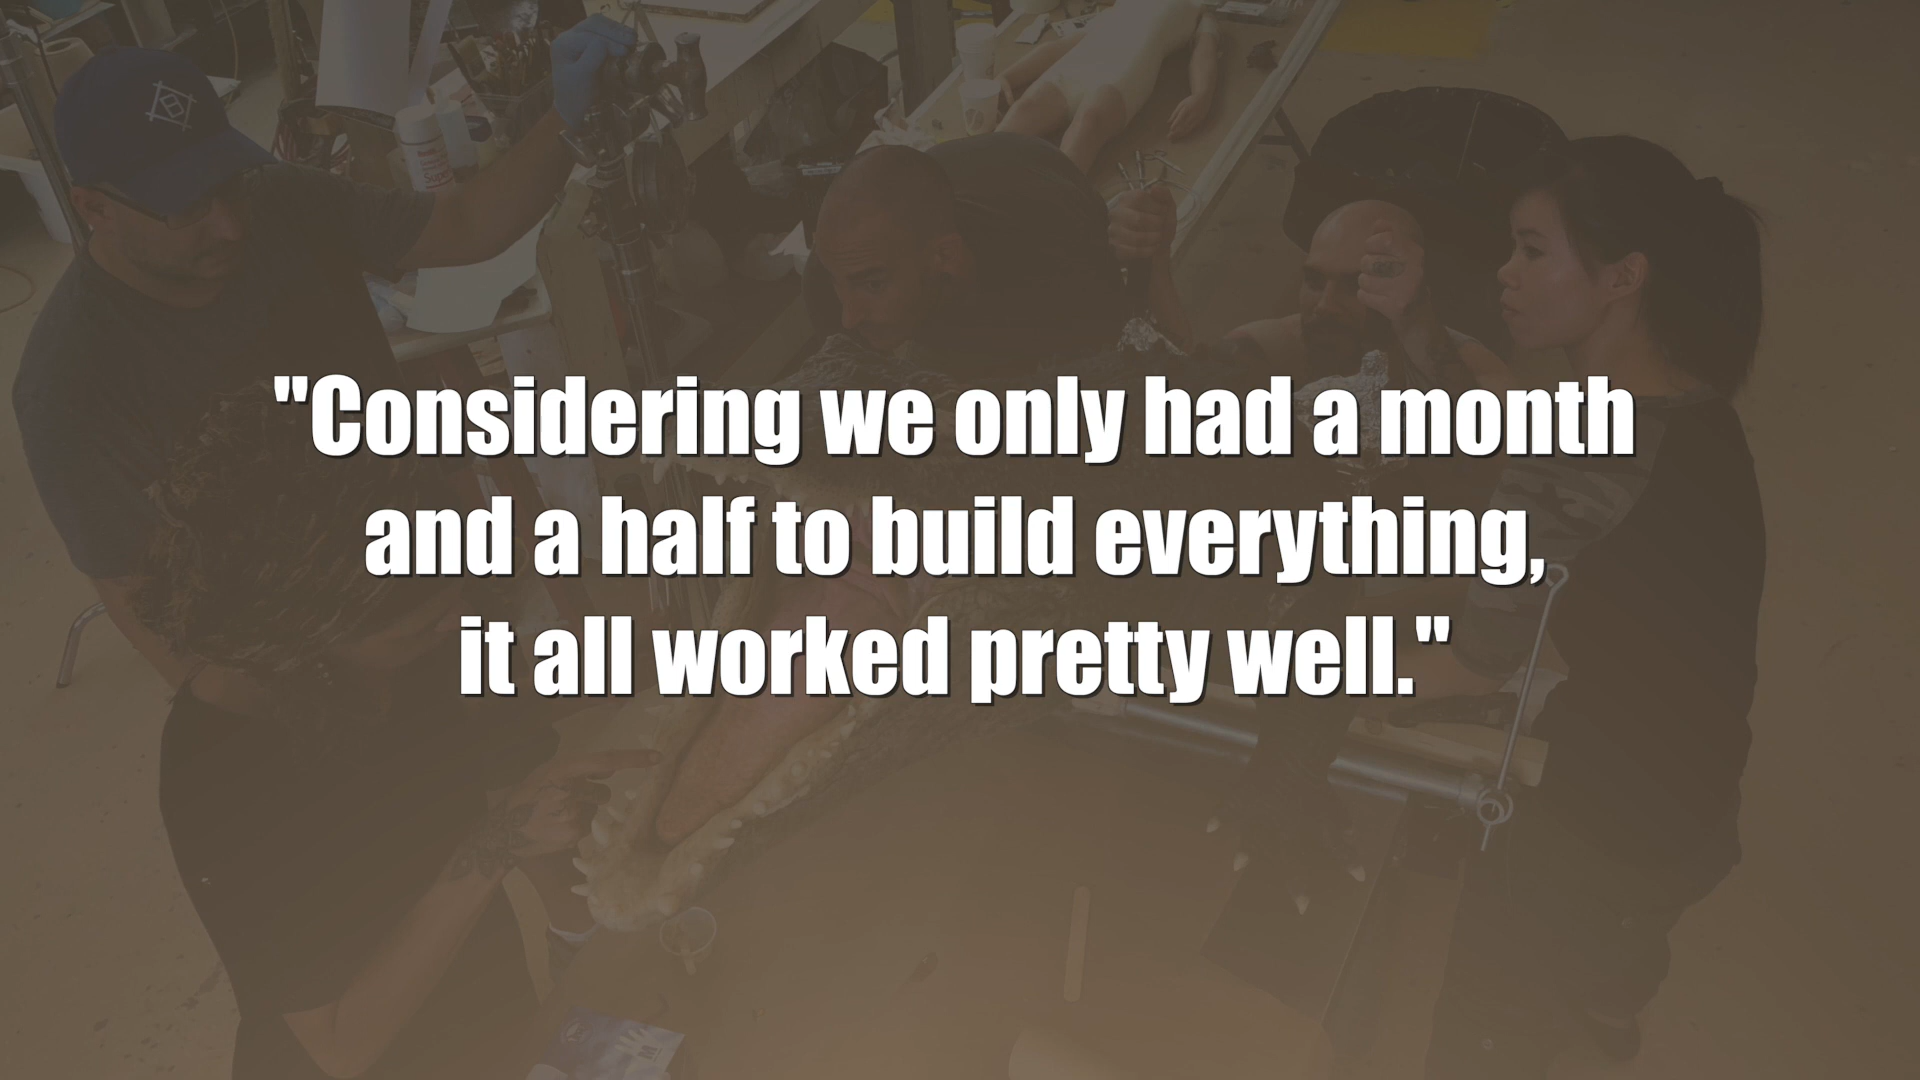 "Considering we only had a month
and a half to build everything,
it all worked pretty well."